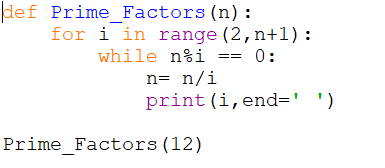 def Prime_Factors(n):
    for i in range(2,n+1):
        while n%i == 0:
            n= n/i
            print(i,end=' ')

Prime_Factors(12)